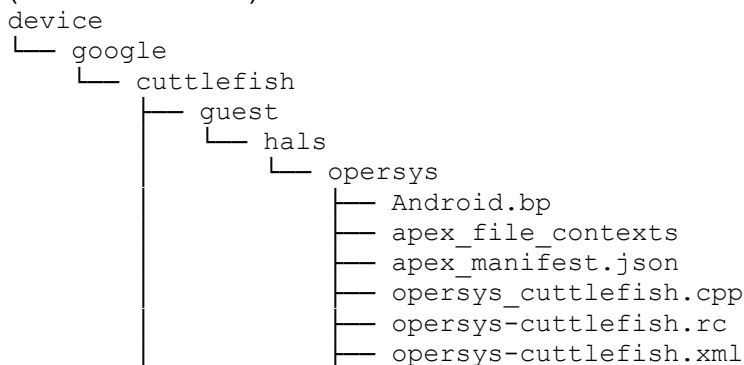 device
└── google
    └── cuttlefish
        ├── guest
        │   └── hals
        │       └── opersys
        │           ├── Android.bp
        │           ├── apex_file_contexts
        │           ├── apex_manifest.json
        │           ├── opersys_cuttlefish.cpp
        │           ├── opersys-cuttlefish.rc
        │           ├── opersys-cuttlefish.xml